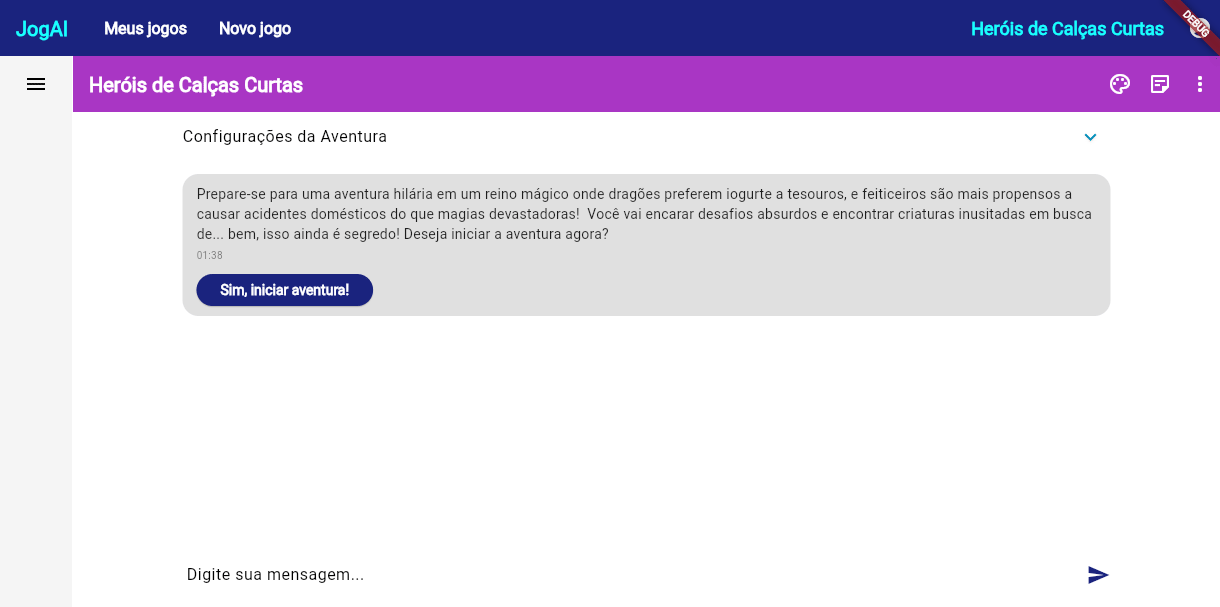 JogAI Meus jogos Novo jogo Heróis de Calças Curtas DEBUG
Heróis de Calças Curtas
Configurações da Aventura
Prepare-se para uma aventura hilária em um reino mágico onde dragões preferem iogurte a tesouros, e feiticeiros são mais propensos a
causar acidentes domésticos do que magias devastadoras!  Você vai encarar desafios absurdos e encontrar criaturas inusitadas em busca
de... bem, isso ainda é segredo! Deseja iniciar a aventura agora?
01:38
Sim, iniciar aventura!
Digite sua mensagem...